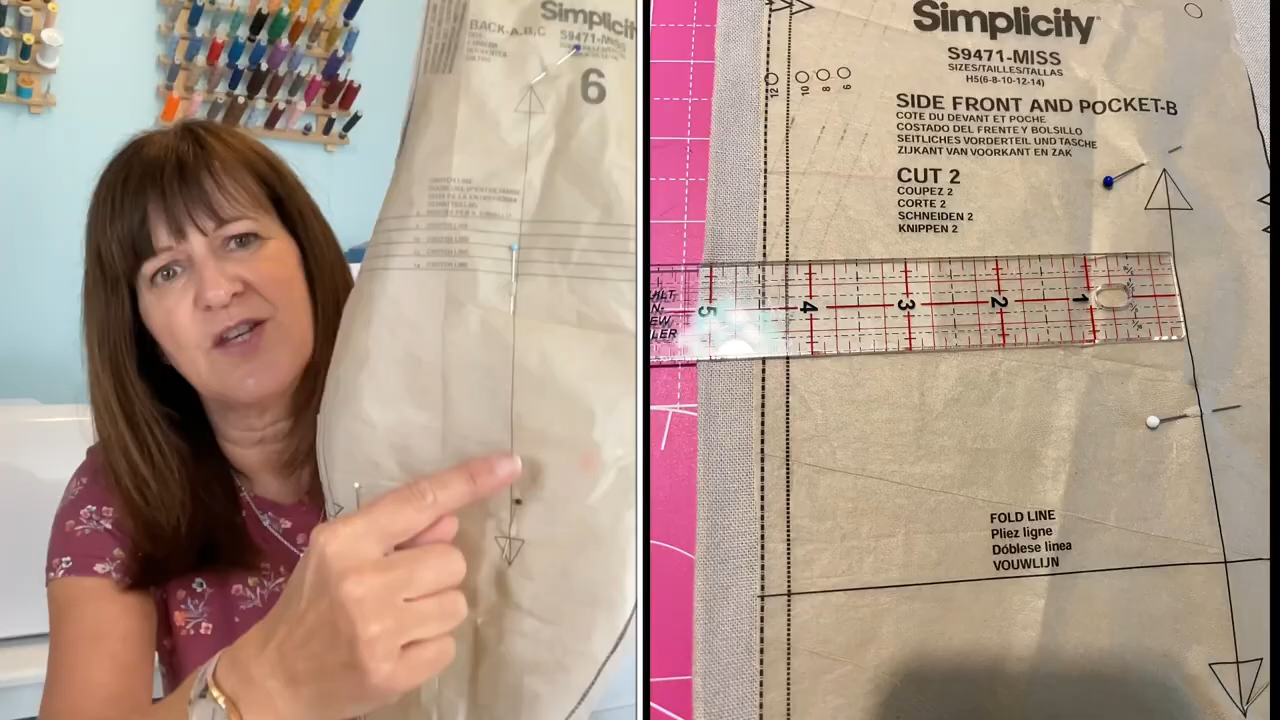 Simplicity
BACK-A,B,C
S9471-MISS
6
Simplicity
S9471-MISS
SIZES/TAILLES/TALLAS
H5(6-8-10-12-14)
12
10
8
6
SIDE FRONT AND POCKET-B
COTE DU DEVANT ET POCHE
COSTADO DEL FRENTE Y BOLSILLO
SEITLICHES VORDERTEIL UND TASCHE
ZIJKANT VAN VOORKANT EN ZAK
CUT 2
COUPEZ 2
CORTE 2
SCHNEIDEN 2
KNIPPEN 2
5 4 3 2 1
FOLD LINE
Pliez ligne
Dóblese linea
VOUWLIJN